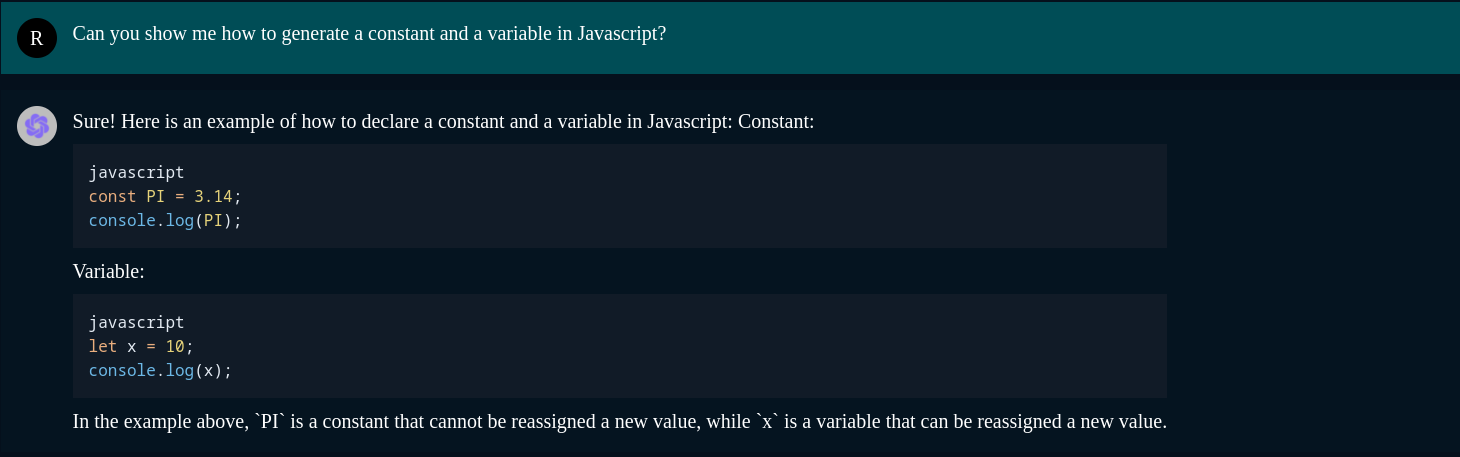 R
Can you show me how to generate a constant and a variable in Javascript?
Sure! Here is an example of how to declare a constant and a variable in Javascript: Constant:
javascript
const PI = 3.14;
console.log(PI);
Variable:
javascript
let x = 10;
console.log(x);
In the example above, `PI` is a constant that cannot be reassigned a new value, while `x` is a variable that can be reassigned a new value.